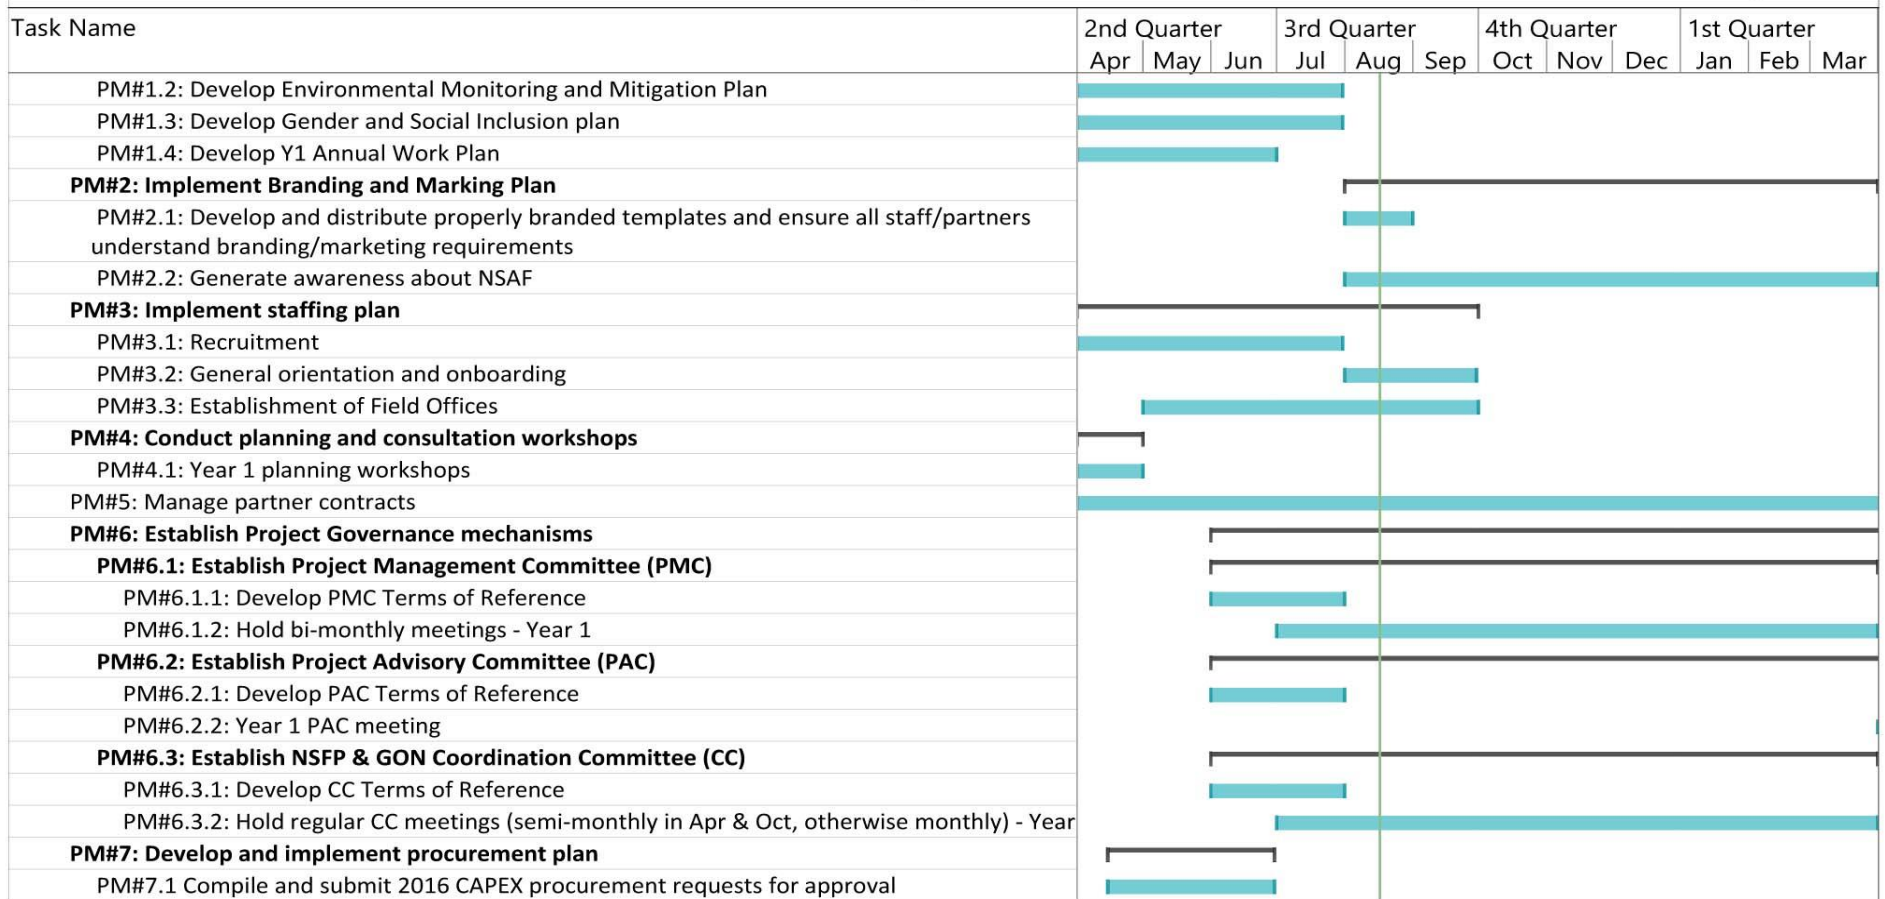 Task Name
2nd Quarter 3rd Quarter 4th Quarter 1st Quarter
Apr May Jun Jul Aug Sep Oct Nov Dec Jan Feb Mar
PM#1.2: Develop Environmental Monitoring and Mitigation Plan
PM#1.3: Develop Gender and Social Inclusion plan
PM#1.4: Develop Y1 Annual Work Plan
PM#2: Implement Branding and Marking Plan
PM#2.1: Develop and distribute properly branded templates and ensure all staff/partners
understand branding/marketing requirements
PM#2.2: Generate awareness about NSAF
PM#3: Implement staffing plan
PM#3.1: Recruitment
PM#3.2: General orientation and onboarding
PM#3.3: Establishment of Field Offices
PM#4: Conduct planning and consultation workshops
PM#4.1: Year 1 planning workshops
PM#5: Manage partner contracts
PM#6: Establish Project Governance mechanisms
PM#6.1: Establish Project Management Committee (PMC)
PM#6.1.1: Develop PMC Terms of Reference
PM#6.1.2: Hold bi-monthly meetings - Year 1
PM#6.2: Establish Project Advisory Committee (PAC)
PM#6.2.1: Develop PAC Terms of Reference
PM#6.2.2: Year 1 PAC meeting
PM#6.3: Establish NSFP & GON Coordination Committee (CC)
PM#6.3.1: Develop CC Terms of Reference
PM#6.3.2: Hold regular CC meetings (semi-monthly in Apr & Oct, otherwise monthly) - Year
PM#7: Develop and implement procurement plan
PM#7.1 Compile and submit 2016 CAPEX procurement requests for approval